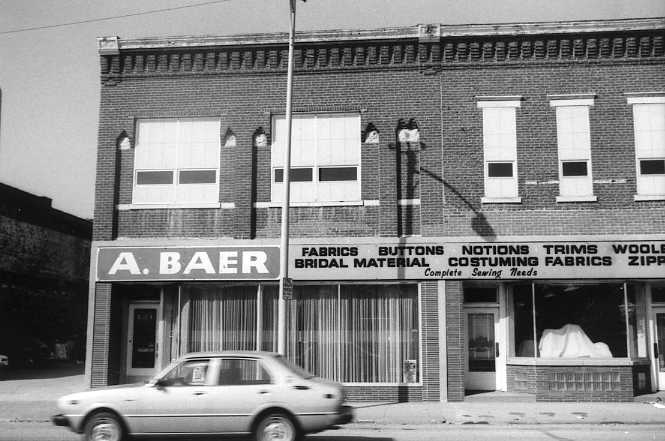 A. BAER
FABRICS BUTTONS NOTIONS TRIMS
BRIDAL MATERIAL COSTUMING FABRICS
Complete Sewing Needs